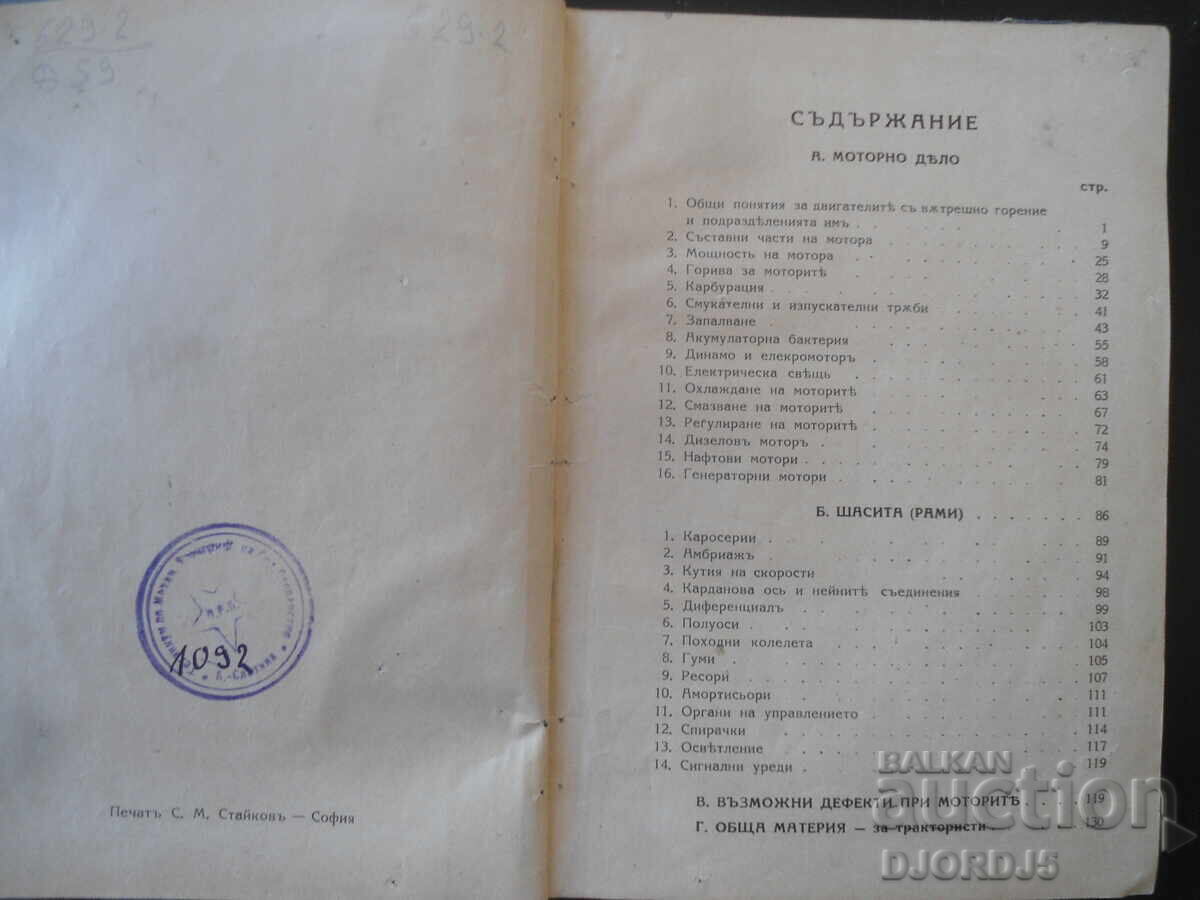 629.2
Ф 59
629.2
1092
Печатъ С. М. Стайковъ — София
СЪДЪРЖАНИЕ
А. МОТОРНО ДѢЛО
стр.
1. Общи понятия за двигателитѣ съ вѫтрешно горение
и подраздѣленията имъ . . . 1
2. Съставни части на мотора . . . 9
3. Мощность на мотора . . . 25
4. Горива за моторитѣ . . . 28
5. Карбурация . . . 32
6. Смукателни и изпускателни трѫби . . . 41
7. Запалване . . . 43
8. Акумулаторна бактерия . . . 55
9. Динамо и елекромоторъ . . . 58
10. Електрическа свѣщь . . . 61
11. Охлаждане на моторитѣ . . . 63
12. Смазване на моторитѣ . . . 67
13. Регулиране на моторитѣ . . . 72
14. Дизеловъ моторъ . . . 74
15. Нафтови мотори . . . 79
16. Генераторни мотори . . . 81
Б. ШАСИТА (РАМИ) . . . 86
1. Каросерии . . . 89
2. Амбриажъ . . . 91
3. Кутия на скорости . . . 94
4. Карданова ось и нейнитѣ съединения . . . 98
5. Диференциалъ . . . 99
6. Полуоси . . . 103
7. Походни колелета . . . 104
8. Гуми . . . 105
9. Ресори . . . 107
10. Амортисьори . . . 111
11. Органи на управлението . . . 111
12. Спирачки . . . 114
13. Освѣтление . . . 117
14. Сигнални уреди . . . 119
В. ВЪЗМОЖНИ ДЕФЕКТИ ПРИ МОТОРИТѢ . . . 119
Г. ОБЩА МАТЕРИЯ — за трактористи . . . 130
BALKAN
auction
DJORDJ5